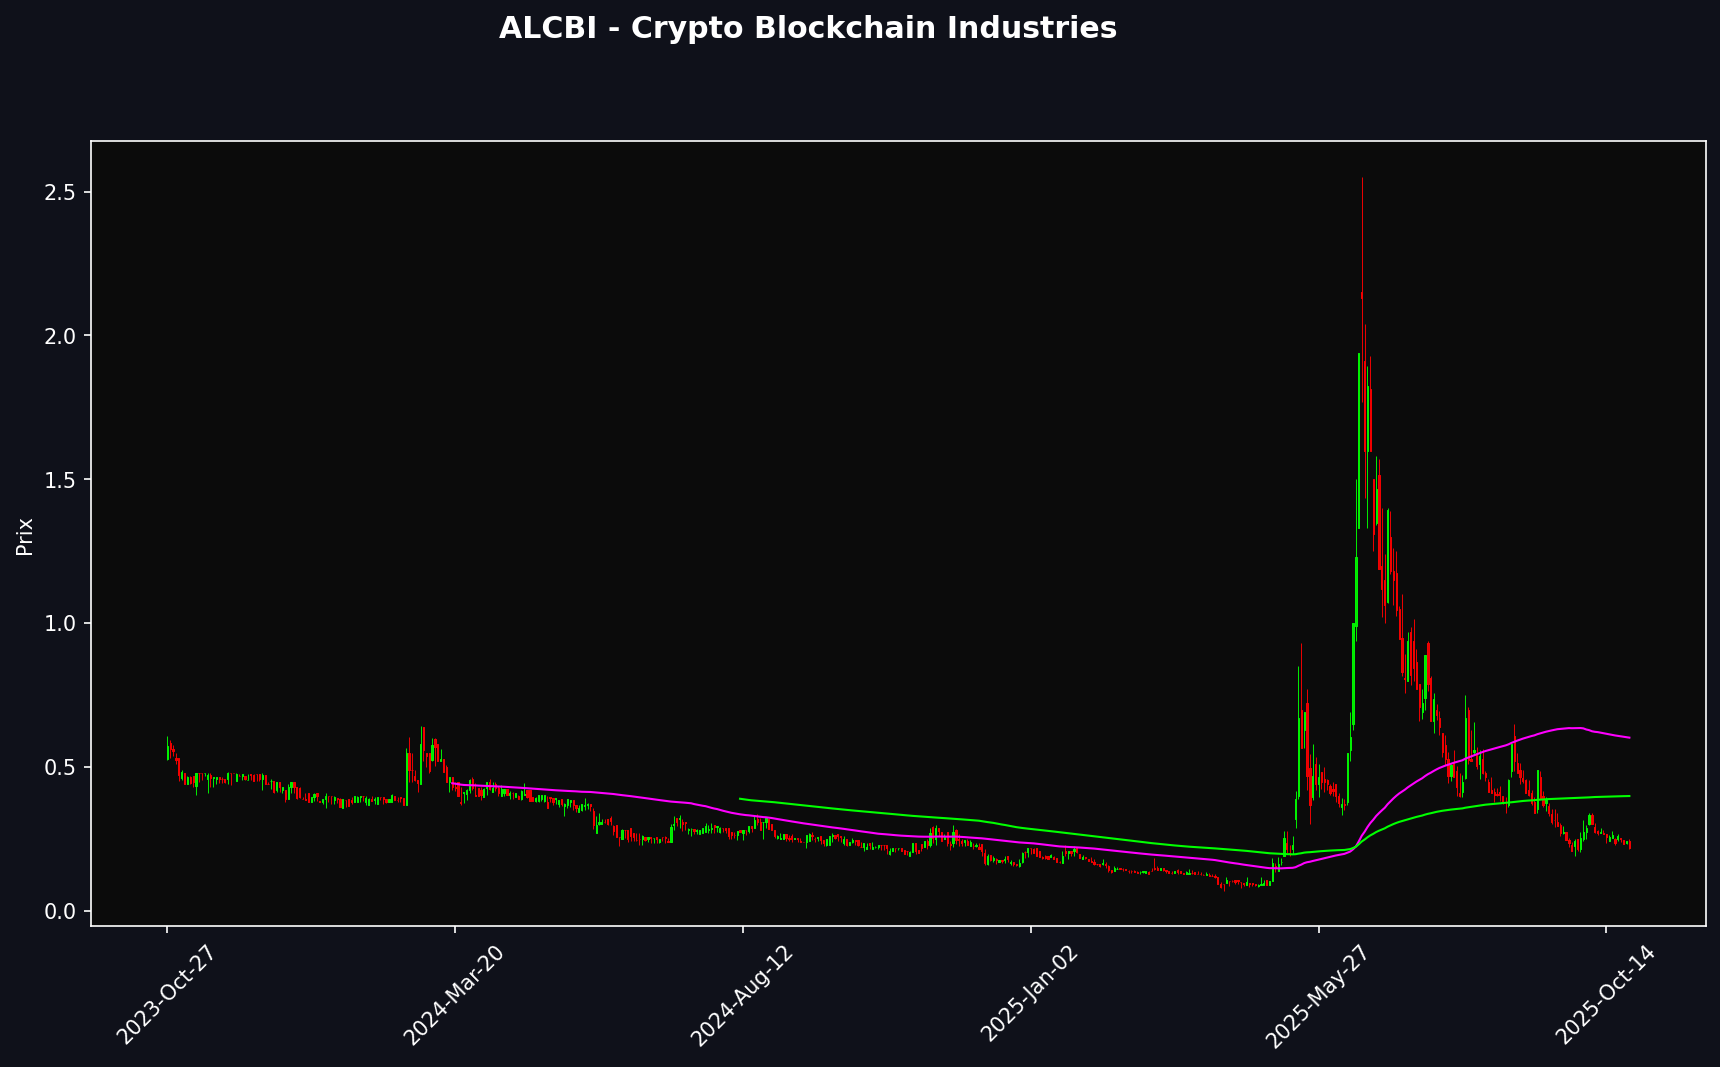 ALCBI - Crypto Blockchain Industries
Prix
2.5
2.0
1.5
1.0
0.5
0.0
2023-Oct-27
2024-Mar-20
2024-Aug-12
2025-Jan-02
2025-May-27
2025-Oct-14